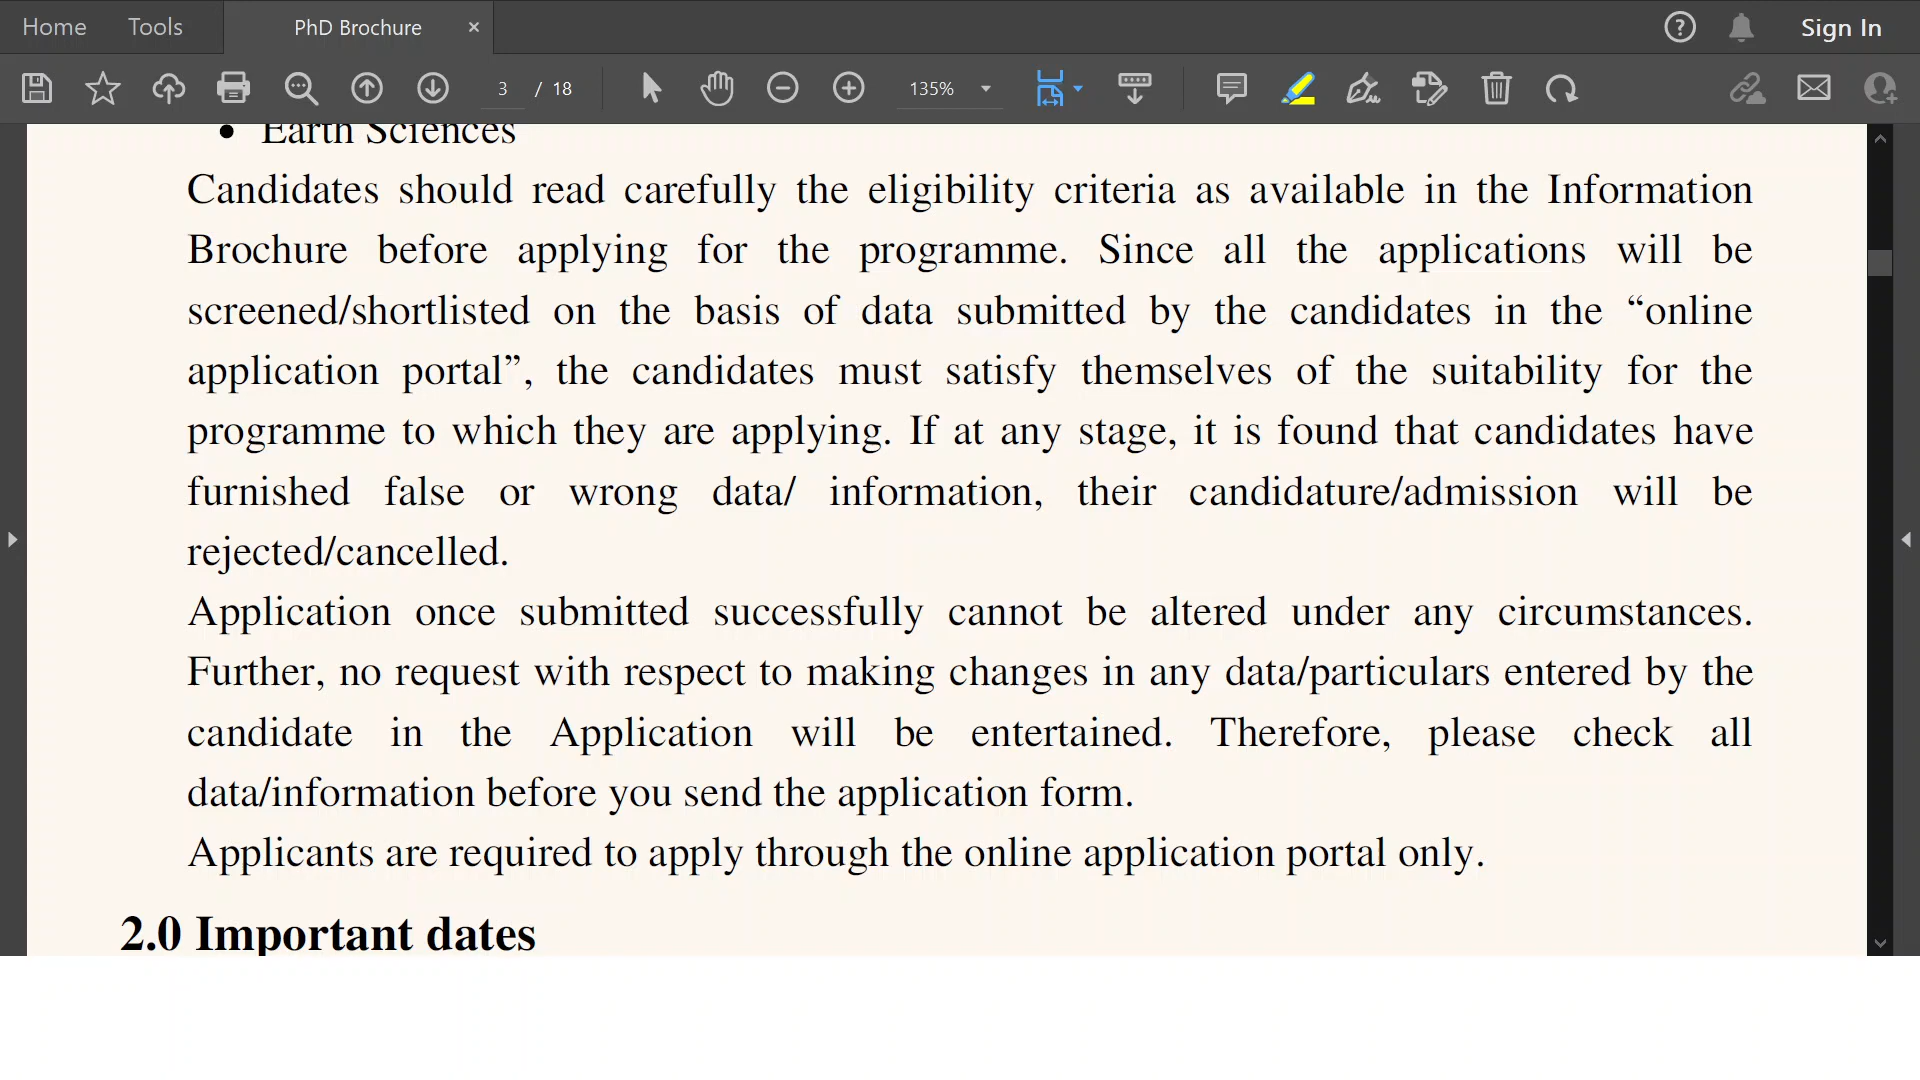 Home Tools PhD Brochure × Sign In
3 / 18 135%
• Earth Sciences
Candidates should read carefully the eligibility criteria as available in the Information
Brochure before applying for the programme. Since all the applications will be
screened/shortlisted on the basis of data submitted by the candidates in the “online
application portal”, the candidates must satisfy themselves of the suitability for the
programme to which they are applying. If at any stage, it is found that candidates have
furnished false or wrong data/ information, their candidature/admission will be
rejected/cancelled.
Application once submitted successfully cannot be altered under any circumstances.
Further, no request with respect to making changes in any data/particulars entered by the
candidate in the Application will be entertained. Therefore, please check all
data/information before you send the application form.
Applicants are required to apply through the online application portal only.
2.0 Important dates